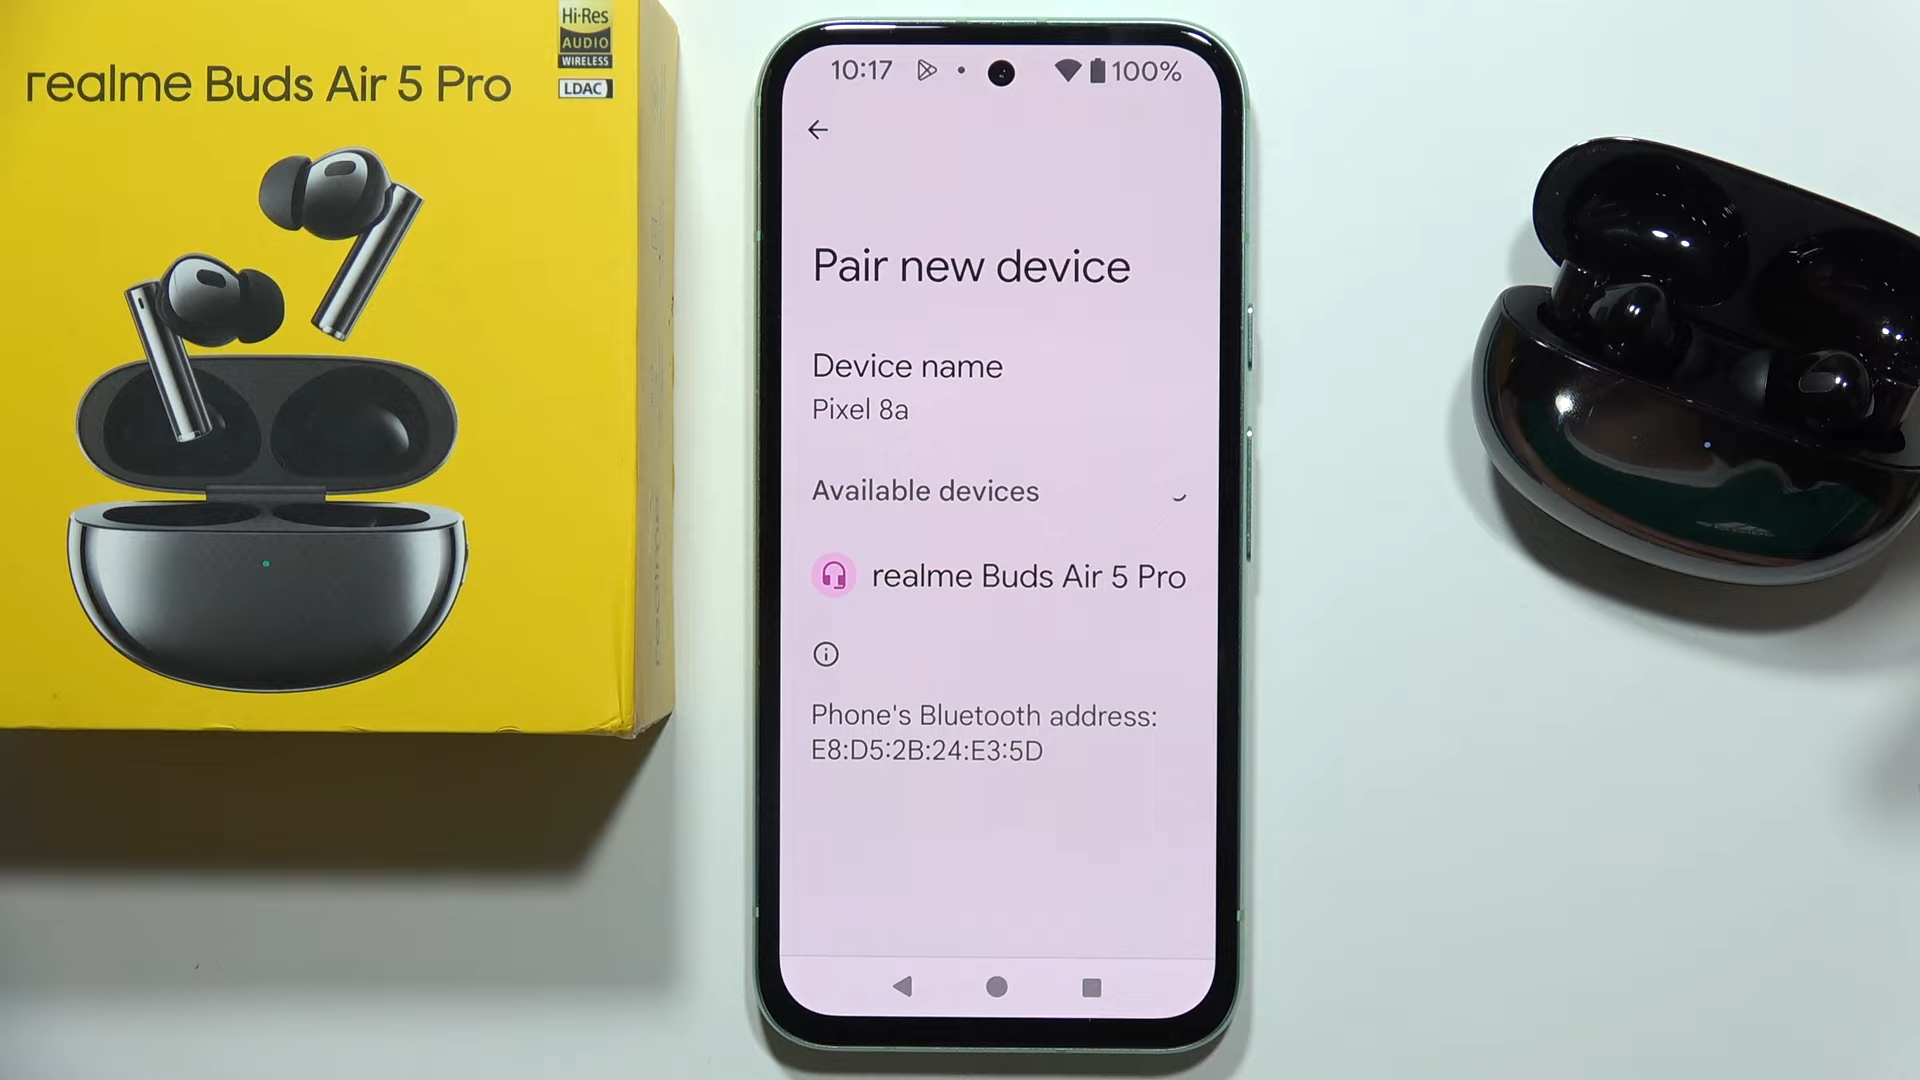 realme Buds Air 5 Pro
Hi-Res
AUDIO
WIRELESS
LDAC
10:17
100%
Pair new device
Device name
Pixel 8a
Available devices
realme Buds Air 5 Pro
Phone's Bluetooth address:
E8:D5:2B:24:E3:5D
realme